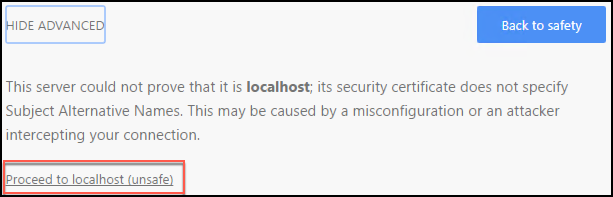 HIDE ADVANCED
Back to safety
This server could not prove that it is localhost; its security certificate does not specify
Subject Alternative Names. This may be caused by a misconfiguration or an attacker
intercepting your connection.
Proceed to localhost (unsafe)